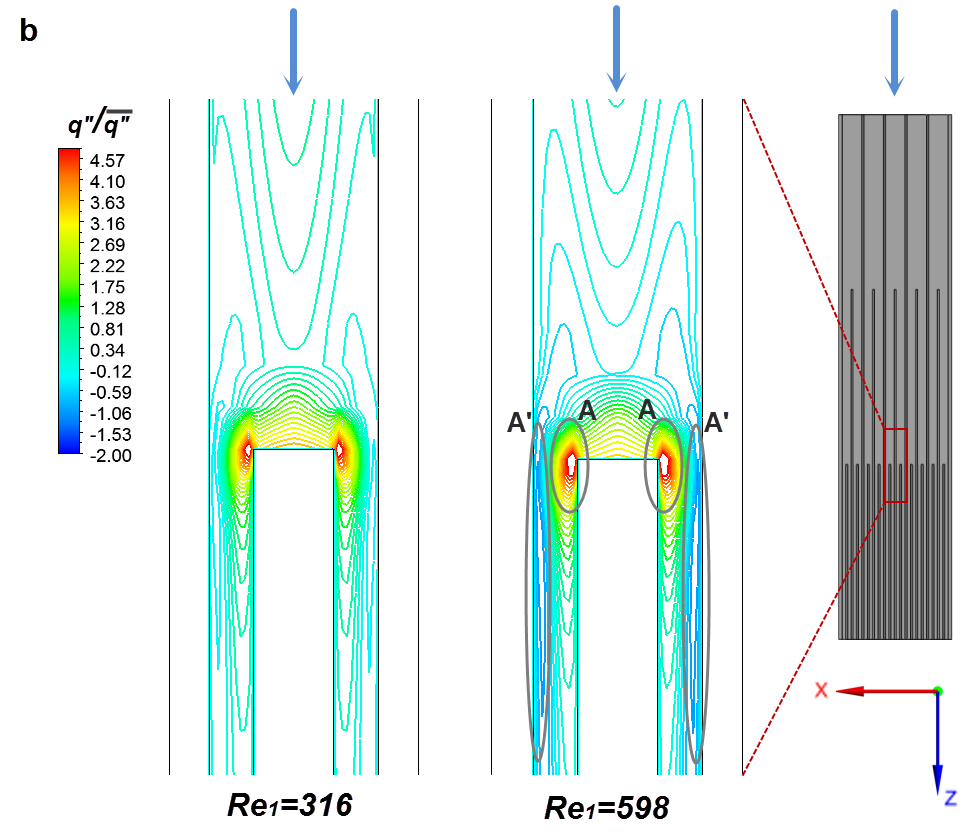 b
q"/q"
4.57
4.10
3.63
3.16
2.69
2.22
1.75
1.28
0.81
0.34
-0.12
-0.59
-1.06
-1.53
-2.00
A' A A A'
X
Z
Re₁=316 Re₁=598